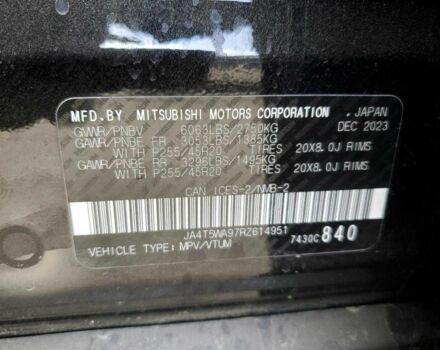 MFD.BY MITSUBISHI MOTORS CORPORATION , JAPAN
GVWR/PNBV 6063LBS/2750KG DEC 2023
GAWR/PNBE FR 3053LBS/1385KG
WITH P255/45R20 TIRES 20X8.0J RIMS
GAWR/PNBE RR 3296LBS/1495KG
WITH P255/45R20 TIRES 20X8.0J RIMS
CAN ICES-2/NMB-2
JA4T5WA97RZ614951
VEHICLE TYPE: MPV/VTUM 7430C 840